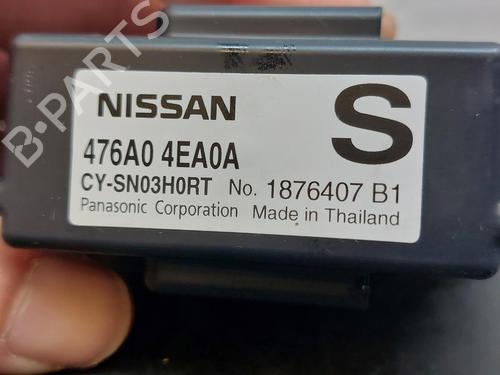 B-PARTS
NISSAN
S
476A0 4EA0A
CY-SN03H0RT No. 1876407 B1
Panasonic Corporation Made in Thailand